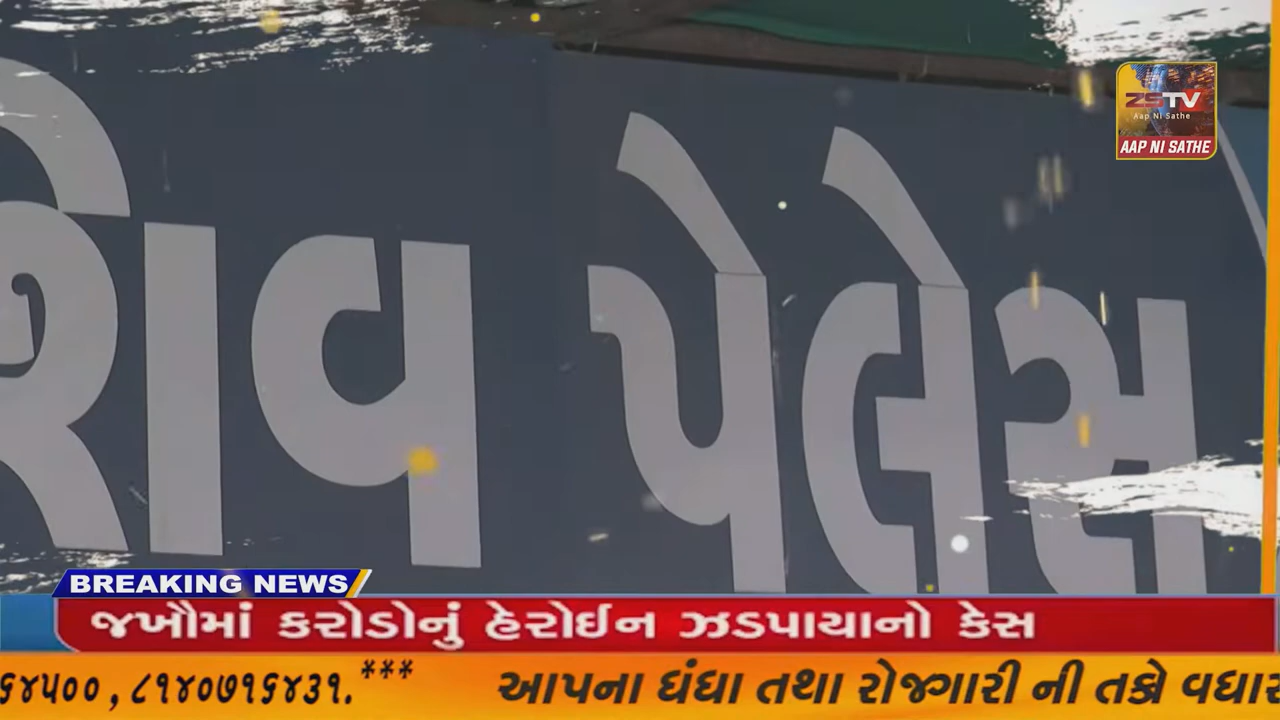 શિવ પેલેસ
ZSTV
Aap Ni Sathe
AAP NI SATHE
BREAKING NEWS
જખૌમાં કરોડોનું હેરોઈન ઝડપાયાનો કેસ
૬૪૫૦૦,૮૧૪૦૭૧૬૪૩૧.*** આપના ધંધા તથા રોજગારી ની તકો